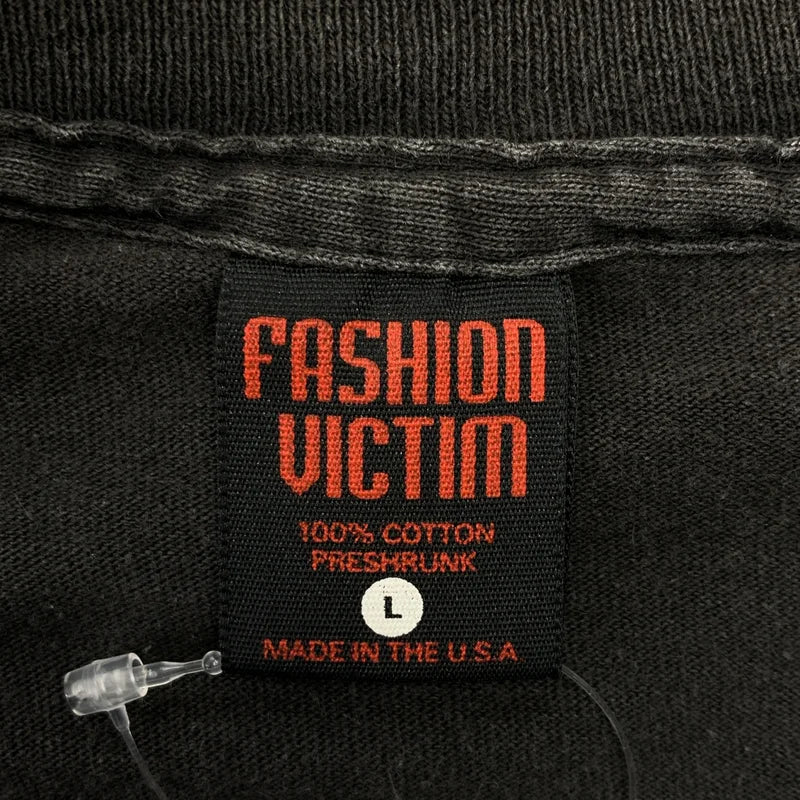 FASHION
VICTIM
100% COTTON
PRESHRUNK
L
MADE IN THE U.S.A